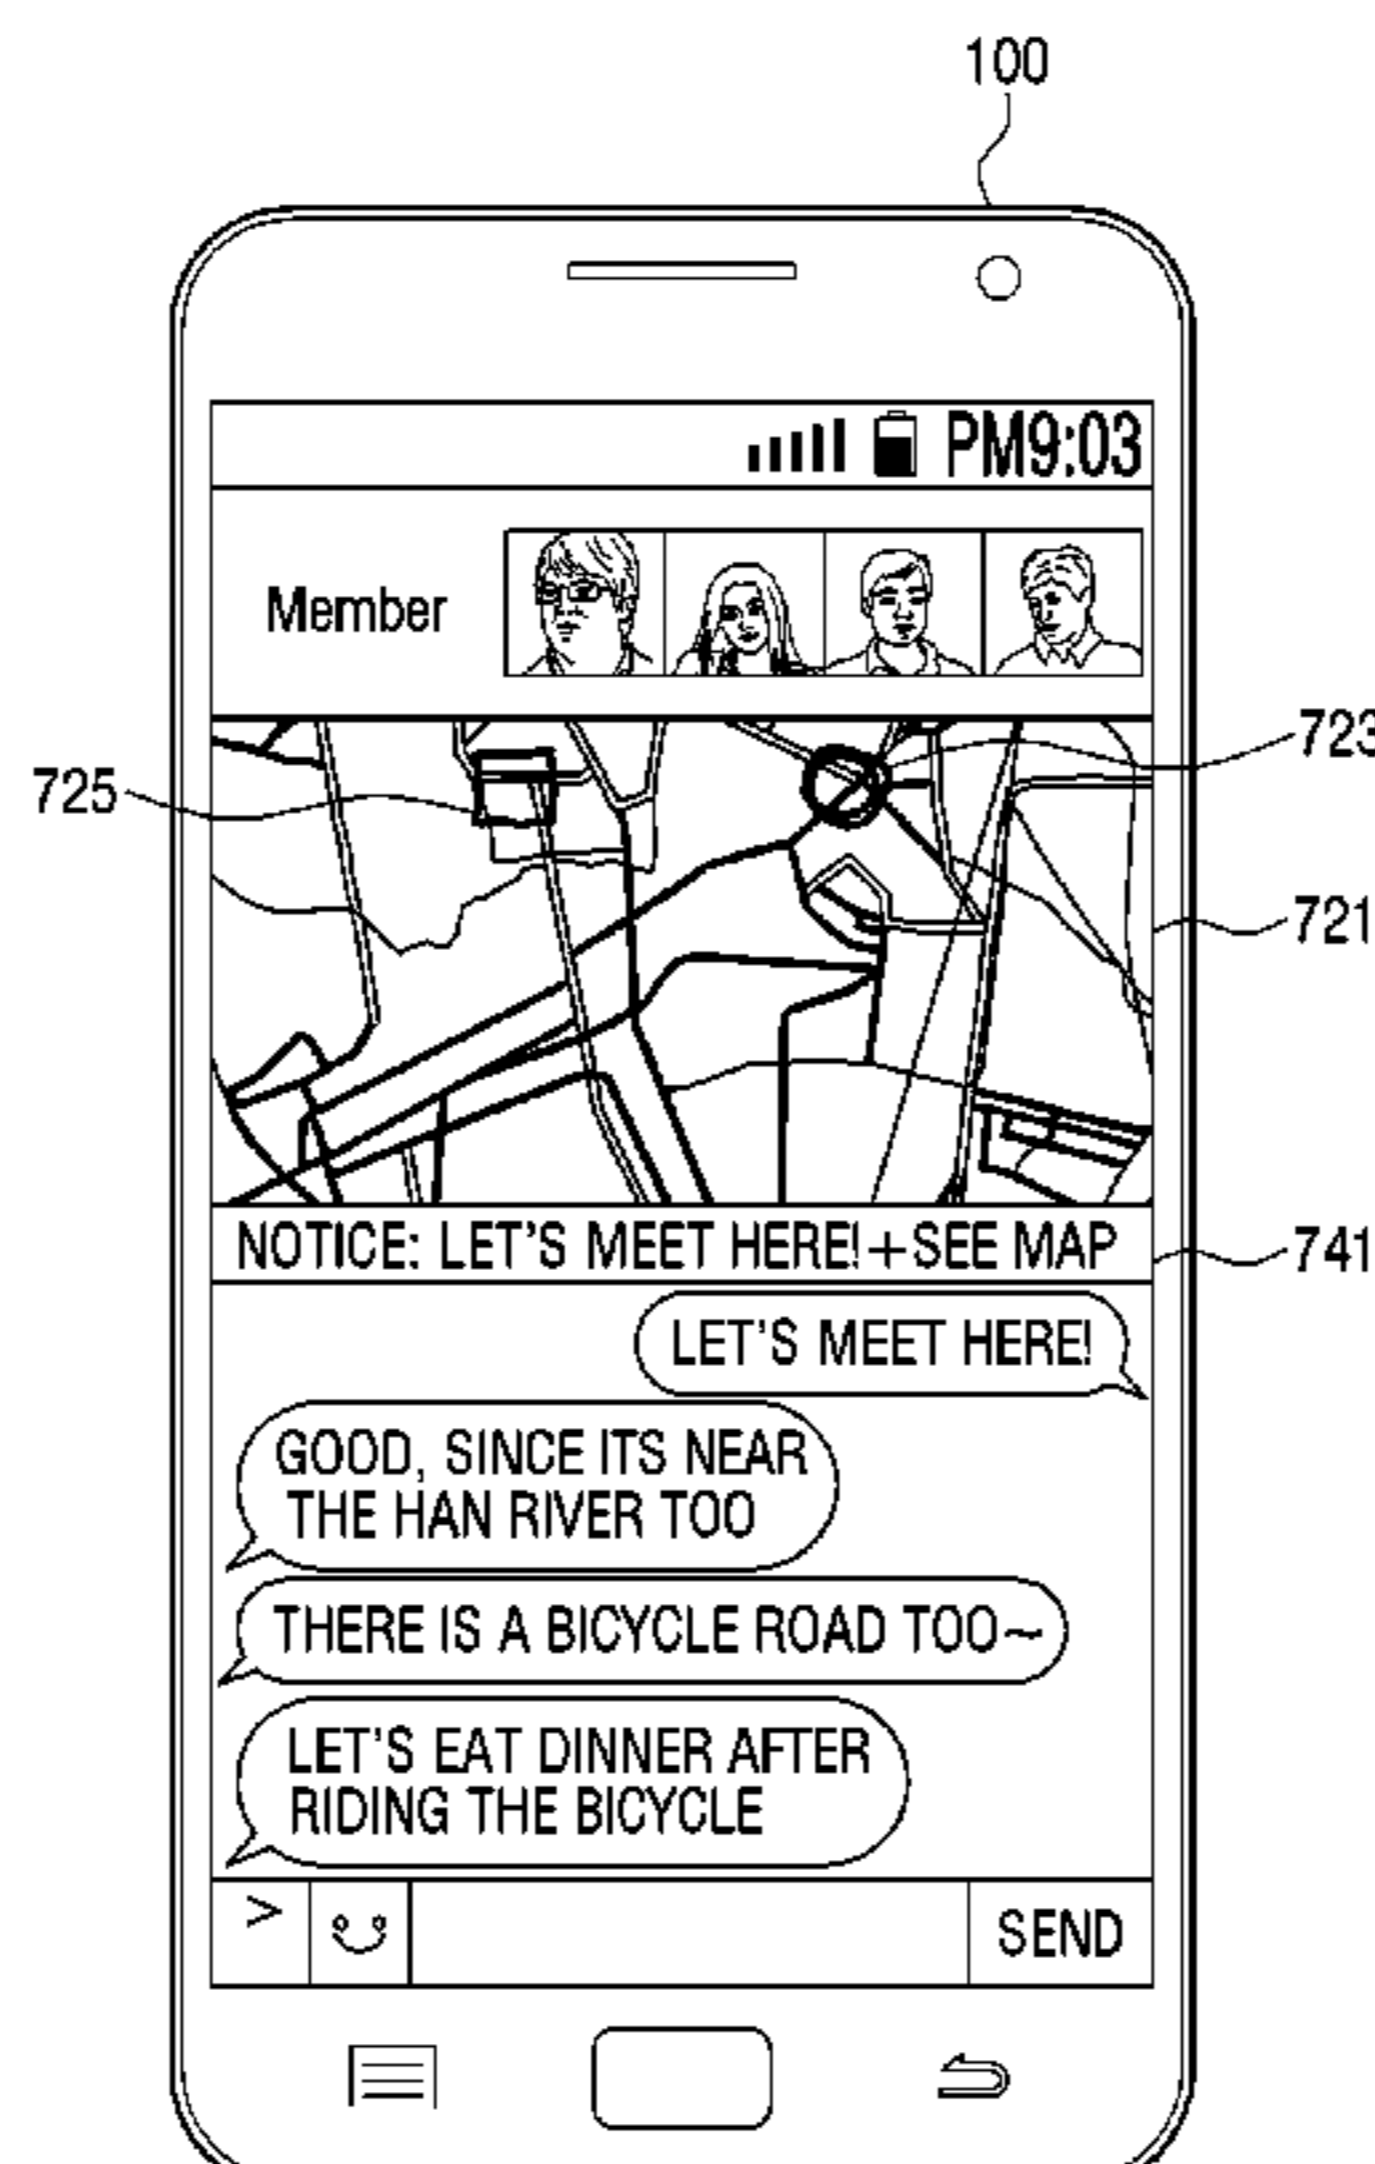 100
PM9:03
Member
723
725
721
NOTICE: LET'S MEET HERE!+SEE MAP
741
LET'S MEET HERE!
GOOD, SINCE ITS NEAR
THE HAN RIVER TOO
THERE IS A BICYCLE ROAD TOO~
LET'S EAT DINNER AFTER
RIDING THE BICYCLE
>
SEND